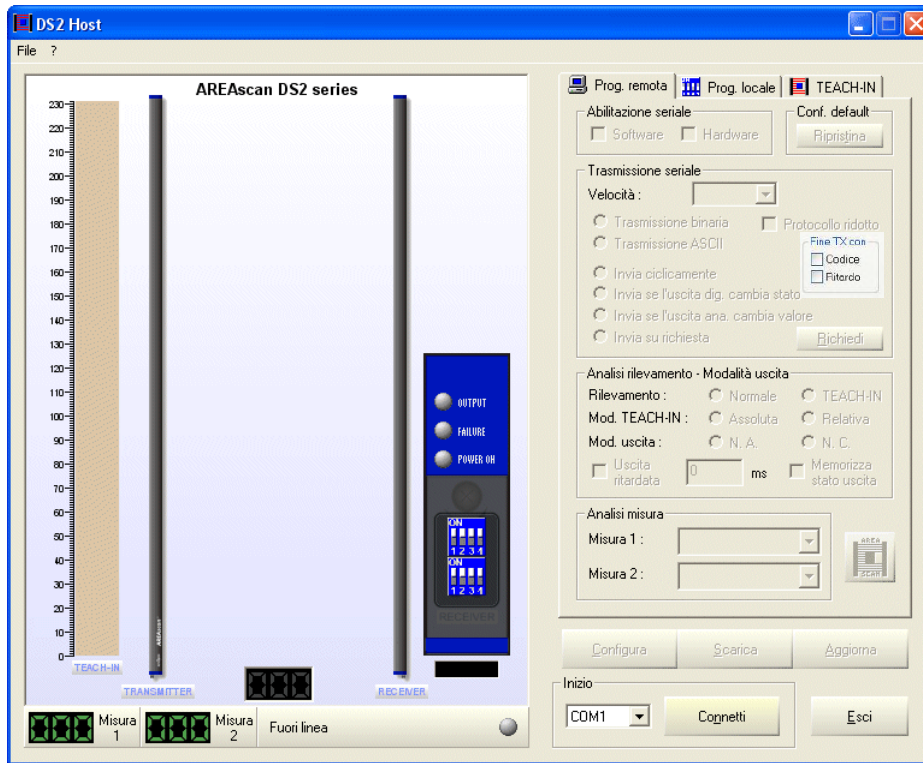 DS2 Host
File ?
AREAscan DS2 series
230
220
210
200
190
180
170
160
150
140
130
120
110
100
90
80
70
60
50
40
30
20
10
0
TEACH-IN
TRANSMITTER
AREAscan
RECEIVER
OUTPUT
FAILURE
POWER ON
ON
1 2 3 4
ON
1 2 3 4
RECEIVER
Misura 1
Misura 2
Fuori linea
Prog. remota
Prog. locale
TEACH-IN
Abilitazione seriale
Software
Hardware
Conf. default
Ripristina
Trasmissione seriale
Velocità :
Trasmissione binaria
Protocollo ridotto
Trasmissione ASCII
Fine TX con
Codice
Ritardo
Invia ciclicamente
Invia se l'uscita dig. cambia stato
Invia se l'uscita ana. cambia valore
Invia su richiesta
Richiedi
Analisi rilevamento - Modalità uscita
Rilevamento : Normale TEACH-IN
Mod. TEACH-IN : Assoluta Relativa
Mod. uscita : N. A. N. C.
Uscita ritardata
0 ms
Memorizza stato uscita
Analisi misura
Misura 1 :
Misura 2 :
AREA
SCAN
Configura
Scarica
Aggiorna
Inizio
COM1
Connetti
Esci